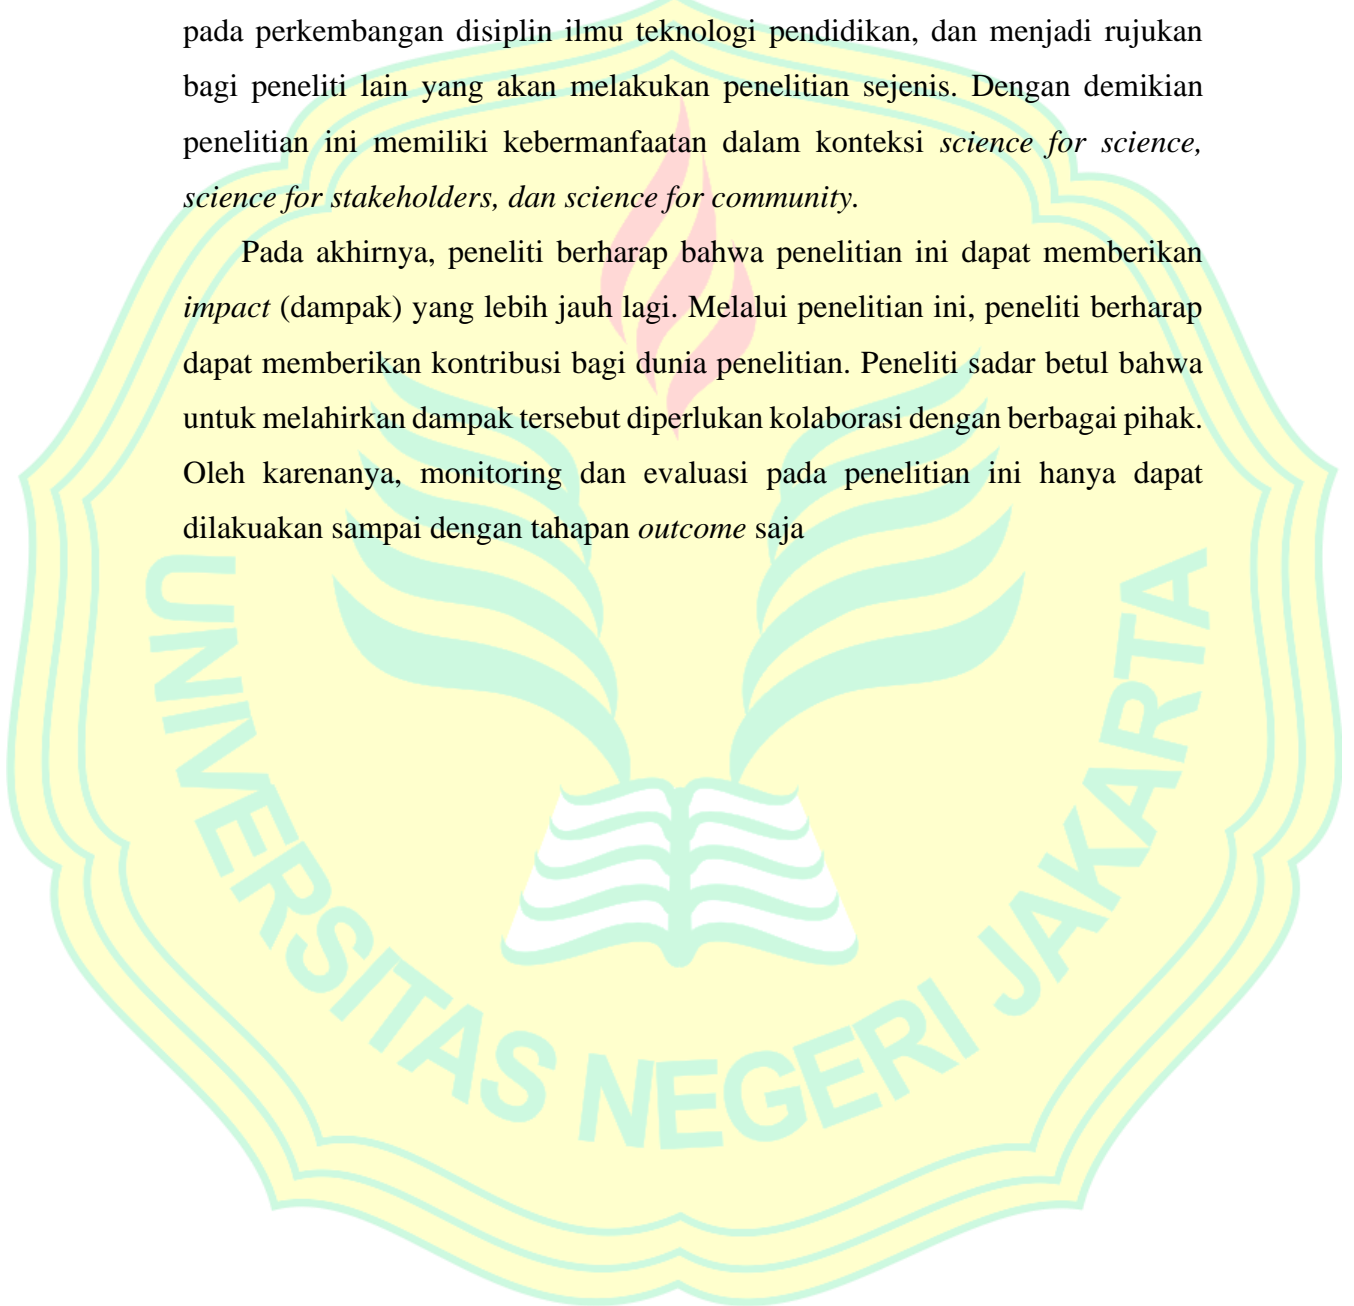 pada perkembangan disiplin ilmu teknologi pendidikan, dan menjadi rujukan
bagi peneliti lain yang akan melakukan penelitian sejenis. Dengan demikian
penelitian ini memiliki kebermanfaatan dalam konteksi science for science,
science for stakeholders, dan science for community.
Pada akhirnya, peneliti berharap bahwa penelitian ini dapat memberikan
impact (dampak) yang lebih jauh lagi. Melalui penelitian ini, peneliti berharap
dapat memberikan kontribusi bagi dunia penelitian. Peneliti sadar betul bahwa
untuk melahirkan dampak tersebut diperlukan kolaborasi dengan berbagai pihak.
Oleh karenanya, monitoring dan evaluasi pada penelitian ini hanya dapat
dilakuakan sampai dengan tahapan outcome saja
UNIVERSITAS NEGERI JAKARTA